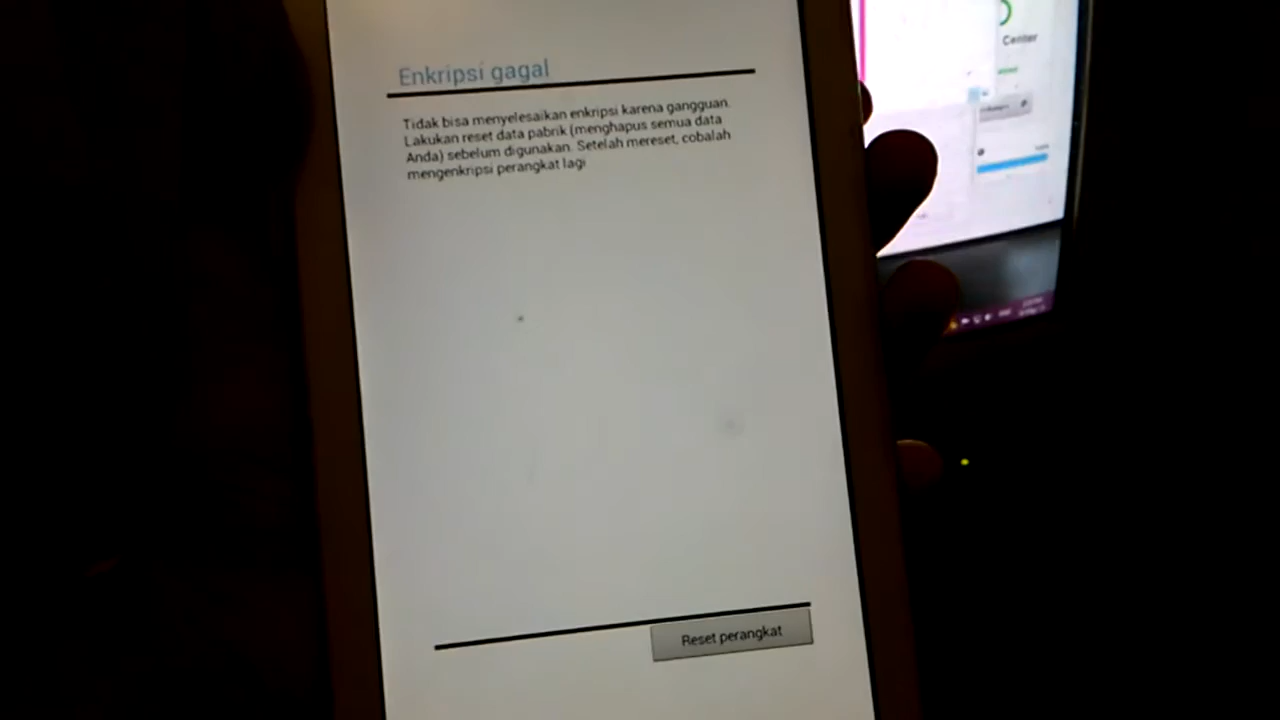 Enkripsi gagal
Tidak bisa menyelesaikan enkripsi karena gangguan.
Lakukan reset data pabrik (menghapus semua data
Anda) sebelum digunakan. Setelah mereset, cobalah
mengenkripsi perangkat lagi
Reset perangkat
Center